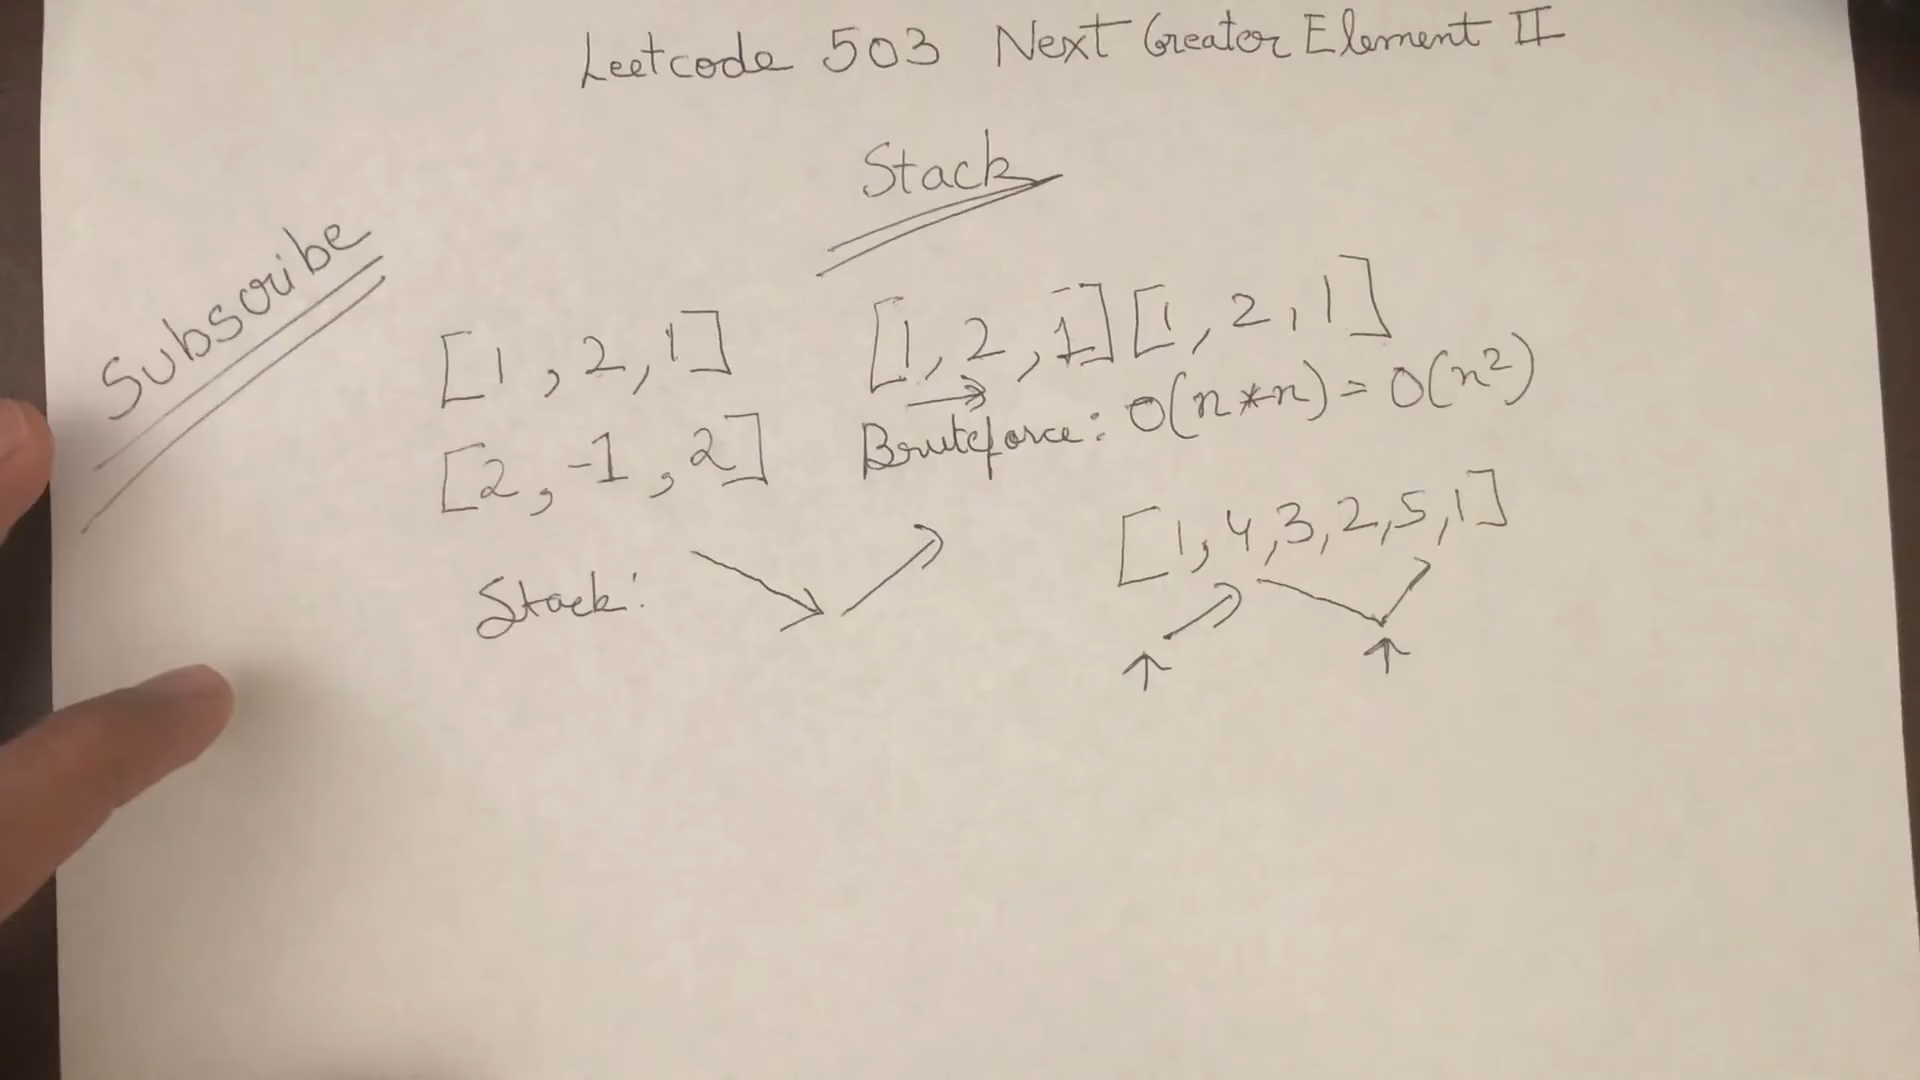 Leetcode 503 Next Greator Element II
Stack
Subscribe
[1, 2, 1] [1, 2, 1] [1, 2, 1]
[2, -1, 2] Bruteforce: O(n*n) = O(n²)
[1, 4, 3, 2, 5, 1]
Stack: